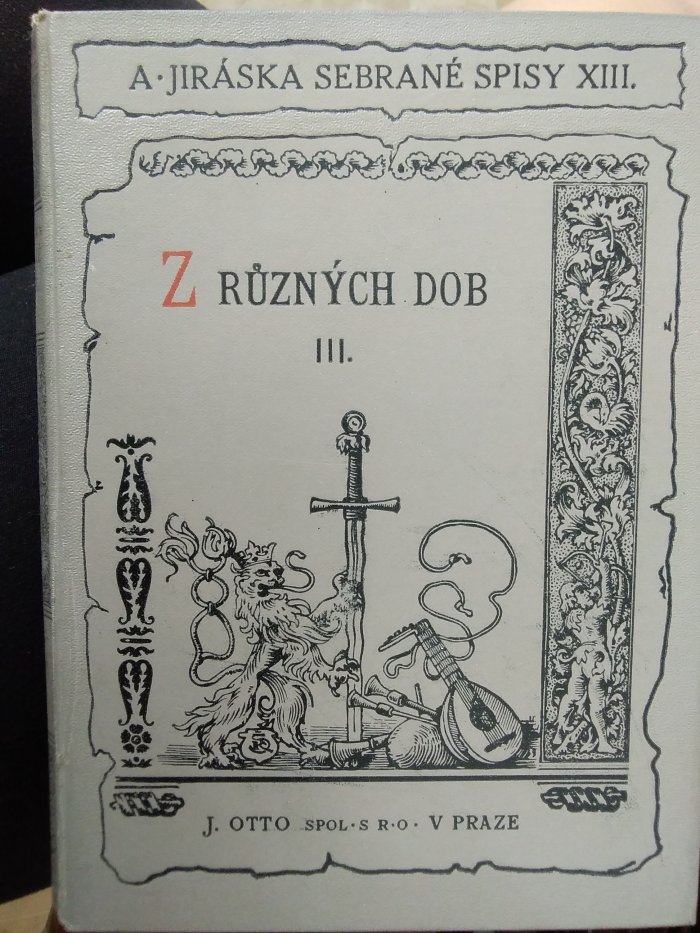 A·JIRÁSKA SEBRANÉ SPISY XIII.
Z RŮZNÝCH DOB
III.
J. OTTO SPOL·S R·O· V PRAZE